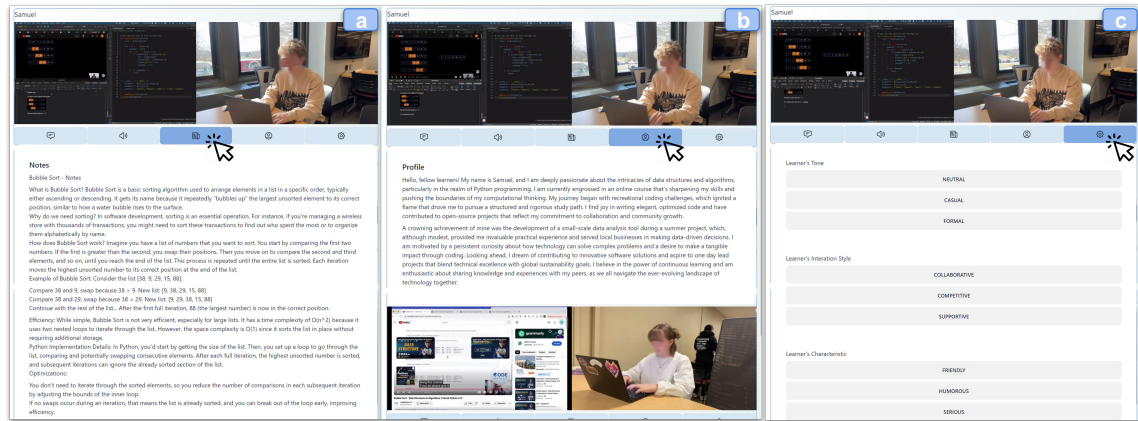 Samuel
a
Notes
Bubble Sort - Notes
What is Bubble Sort? Bubble Sort is a basic sorting algorithm used to arrange elements in a list in a specific order, typically
either ascending or descending. It gets its name because it repeatedly "bubbles up" the largest unsorted element to its correct
position, similar to how a water bubble rises to the surface.
Why do we need sorting? In software development, sorting is an essential operation. For instance, if you're managing a wireless
store with thousands of transactions, you might need to sort these transactions to find out who spent the most or to organize
them alphabetically by name.
How does Bubble Sort work? Imagine you have a list of numbers that you want to sort. You start by comparing the first two
numbers. If the first is greater than the second, you swap their positions. Then you move on to compare the second and third
elements, and so on, until you reach the end of the list. This process is repeated until the entire list is sorted. Each iteration
moves the highest unsorted number to its correct position at the end of the list.
Example of Bubble Sort: Consider the list [38, 9, 29, 15, 88].
Compare 38 and 9, swap because 38 > 9. New list: [9, 38, 29, 15, 88]
Compare 38 and 29, swap because 38 > 29. New list: [9, 29, 38, 15, 88]
Continue with the rest of the list... After the first full iteration, 88 (the largest number) is now in the correct position.
Efficiency: While simple, Bubble Sort is not very efficient, especially for large lists. It has a time complexity of O(n^2) because it
uses two nested loops to iterate through the list. However, the space complexity is O(1) since it sorts the list in place without
requiring additional storage.
Python Implementation Details: In Python, you'd start by getting the size of the list. Then, you set up a loop to go through the
list, comparing and potentially swapping consecutive elements. After each full iteration, the highest unsorted number is sorted,
and subsequent iterations can ignore the already sorted section of the list.
Optimizations:
You don't need to iterate through the sorted elements, so you reduce the number of comparisons in each subsequent iteration
by adjusting the bounds of the inner loop.
If no swaps occur during an iteration, that means the list is already sorted, and you can break out of the loop early, improving
efficiency.
Samuel
b
Profile
Hello, fellow learners! My name is Samuel, and I am deeply passionate about the intricacies of data structures and algorithms,
particularly in the realm of Python programming. I am currently engrossed in an online course that's sharpening my skills and
pushing the boundaries of my computational thinking. My journey began with recreational coding challenges, which ignited a
flame that drove me to pursue a structured and rigorous study path. I find joy in writing elegant, optimized code and have
contributed to open-source projects that reflect my commitment to collaboration and community growth.
A crowning achievement of mine was the development of a small-scale data analysis tool during a summer project, which,
although modest, provided me invaluable practical experience and served local businesses in making data-driven decisions. I
am motivated by a persistent curiosity about how technology can solve complex problems and a desire to make a tangible
impact through coding. Looking ahead, I dream of contributing to innovative software solutions and aspire to one day lead
projects that blend technical excellence with global sustainability goals. I believe in the power of continuous learning and am
enthusiastic about sharing knowledge and experiences with my peers, as we all navigate the ever-evolving landscape of
technology together.
Samuel
c
Learner's Tone
NEUTRAL
CASUAL
FORMAL
Learner's Interation Style
COLLABORATIVE
COMPETITIVE
SUPPORTIVE
Learner's Characteristic
FRIENDLY
HUMOROUS
SERIOUS